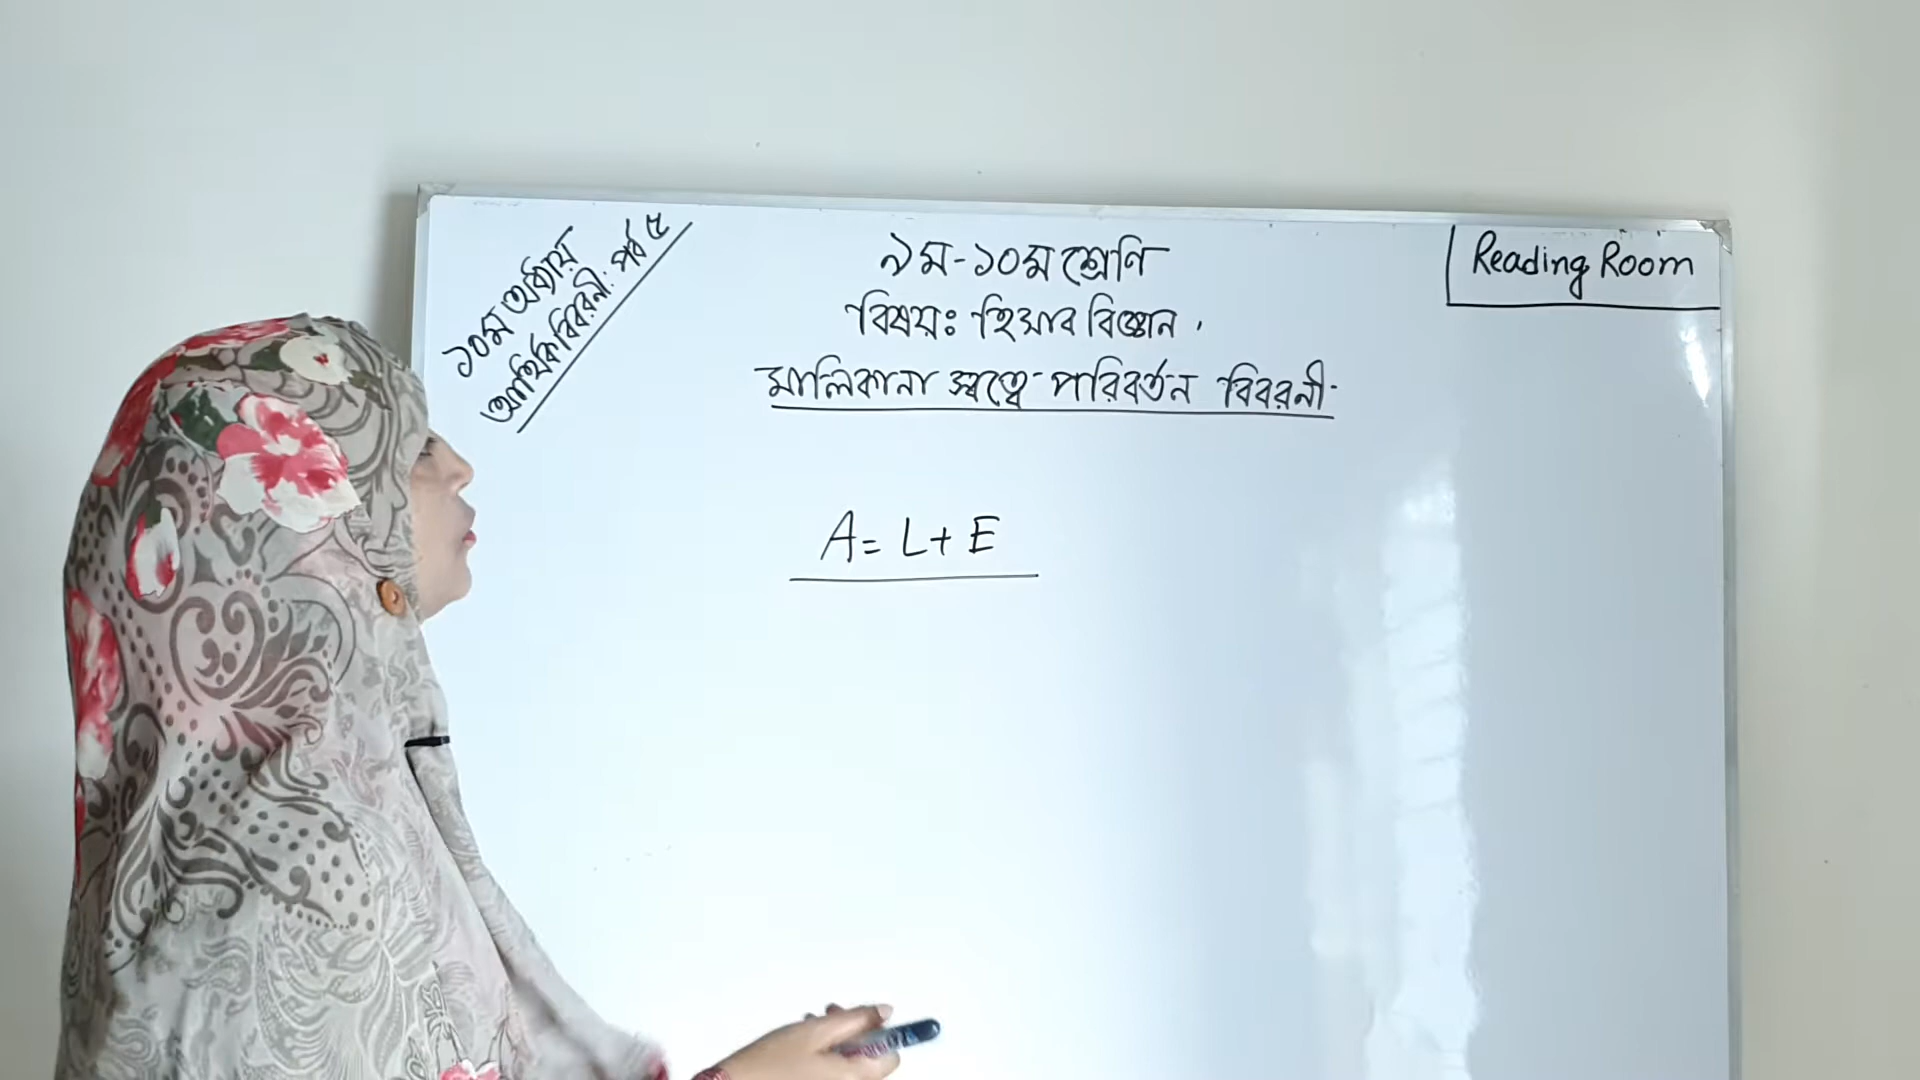 ১০ম অধ্যায়
আর্থিক বিবরনী: পর্ব ৫
৯ম-১০ম শ্রেণি
বিষয়ঃ হিসাব বিজ্ঞান
মালিকানা স্বত্বে পরিবর্তন বিবরনী
Reading Room
A = L + E